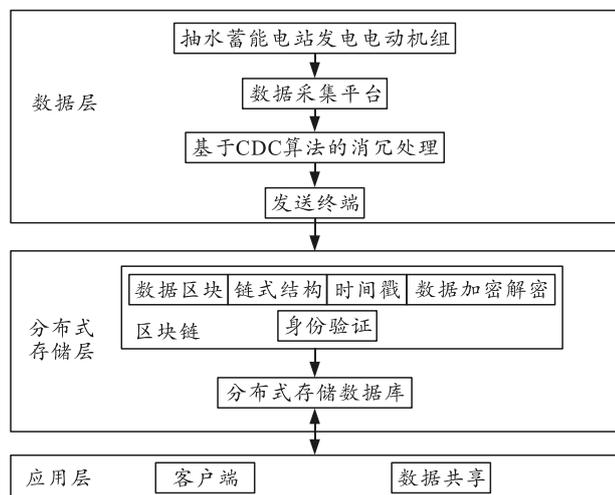 抽水蓄能电站发电电动机组
数据层
数据采集平台
基于CDC算法的消冗处理
发送终端
分布式
存储层
数据区块 链式结构 时间戳 数据加密解密
区块链 身份验证
分布式存储数据库
应用层 客户端 数据共享